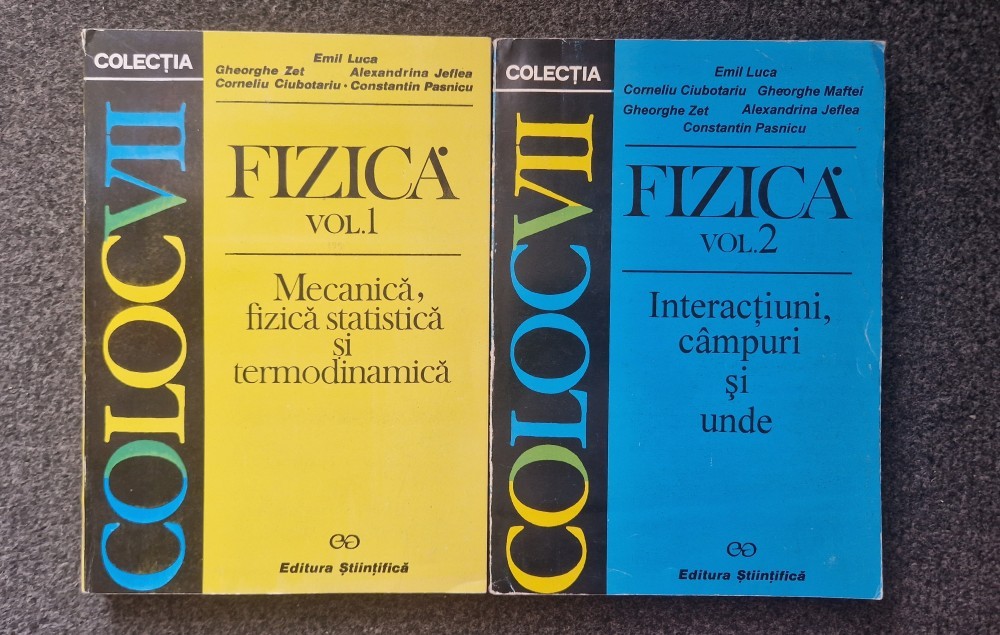 COLECȚIA
COLOCVII
Emil Luca
Gheorghe Zet Alexandrina Jeflea
Corneliu Ciubotariu · Constantin Pasnicu
FIZICĂ
VOL.1
Mecanică,
fizică statistică
și
termodinamică
Editura Științifică
COLECȚIA
COLOCVII
Emil Luca
Corneliu Ciubotariu Gheorghe Maftei
Gheorghe Zet Alexandrina Jeflea
Constantin Pasnicu
FIZICĂ
VOL.2
Interacțiuni,
câmpuri
și
unde
Editura Științifică